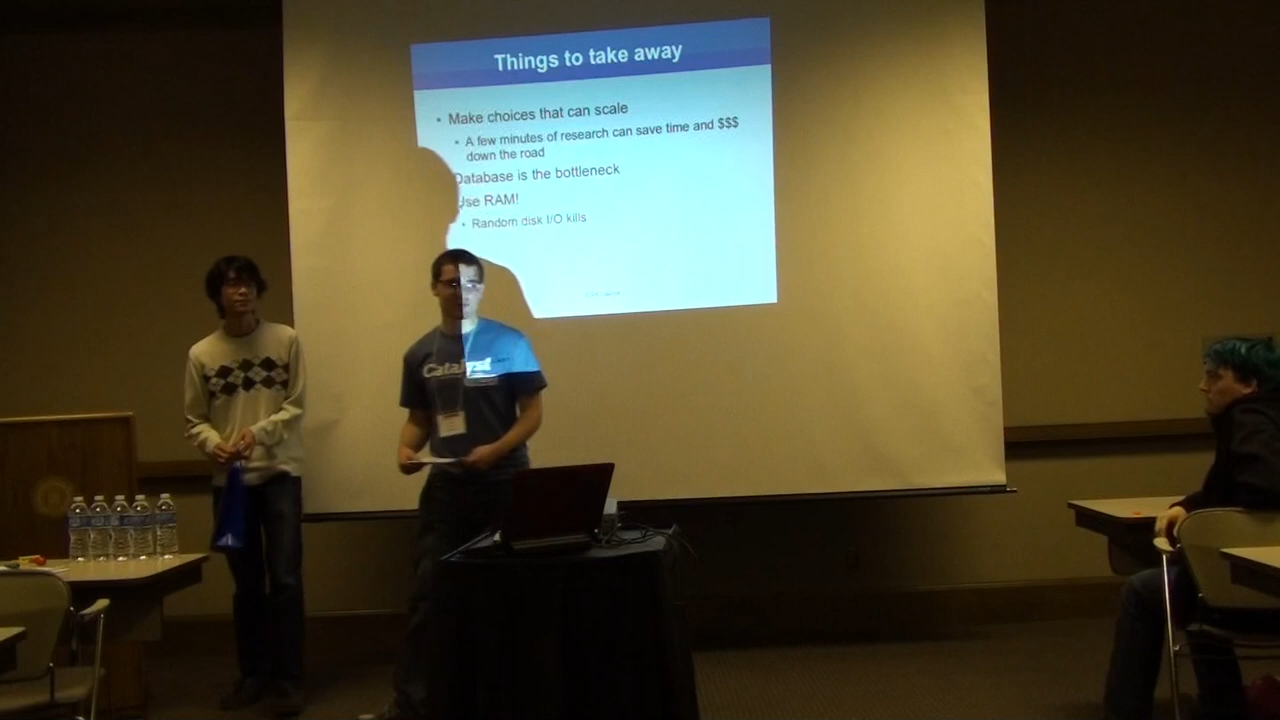 Things to take away
• Make choices that can scale
• A few minutes of research can save time and $$$
down the road
Database is the bottleneck
Use RAM!
• Random disk I/O kills